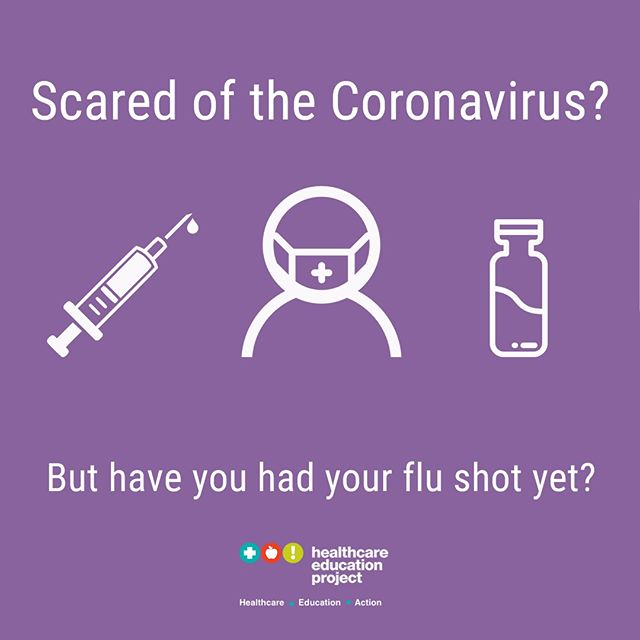 Scared of the Coronavirus?
But have you had your flu shot yet?
healthcare
education
project
Healthcare Education Action